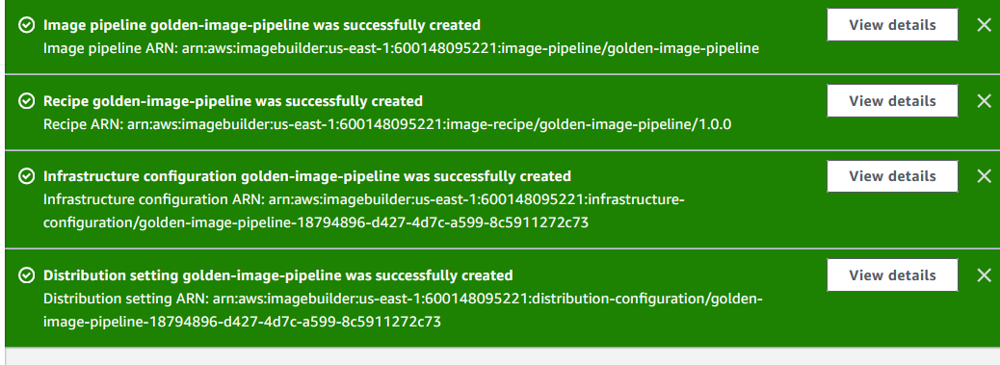 Image pipeline golden-image-pipeline was successfully created
View details
Image pipeline ARN: arn:aws:imagebuilder:us-east-1:600148095221:image-pipeline/golden-image-pipeline
Recipe golden-image-pipeline was successfully created
View details
Recipe ARN: arn:aws:imagebuilder:us-east-1:600148095221:image-recipe/golden-image-pipeline/1.0.0
Infrastructure configuration golden-image-pipeline was successfully created
View details
Infrastructure configuration ARN: arn:aws:imagebuilder:us-east-1:600148095221:infrastructure-
configuration/golden-image-pipeline-18794896-d427-4d7c-a599-8c5911272c73
Distribution setting golden-image-pipeline was successfully created
View details
Distribution setting ARN: arn:aws:imagebuilder:us-east-1:600148095221:distribution-configuration/golden-
image-pipeline-18794896-d427-4d7c-a599-8c5911272c73